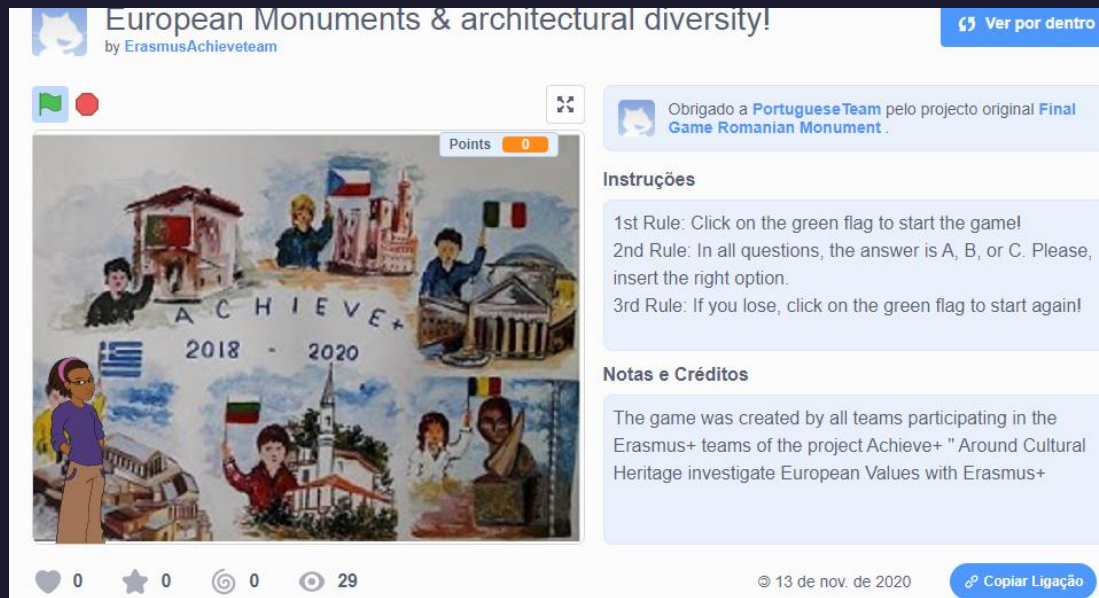 European Monuments & architectural diversity!
by ErasmusAchieveteam
Ver por dentro
Points 0
Obrigado a PortugueseTeam pelo projecto original Final
Game Romanian Monument .
Instruções
1st Rule: Click on the green flag to start the game!
2nd Rule: In all questions, the answer is A, B, or C. Please,
insert the right option.
3rd Rule: If you lose, click on the green flag to start again!
ACHIEVE+
2018 - 2020
Notas e Créditos
The game was created by all teams participating in the
Erasmus+ teams of the project Achieve+ " Around Cultural
Heritage investigate European Values with Erasmus+
0 0 0 29
© 13 de nov. de 2020
Copiar Ligação